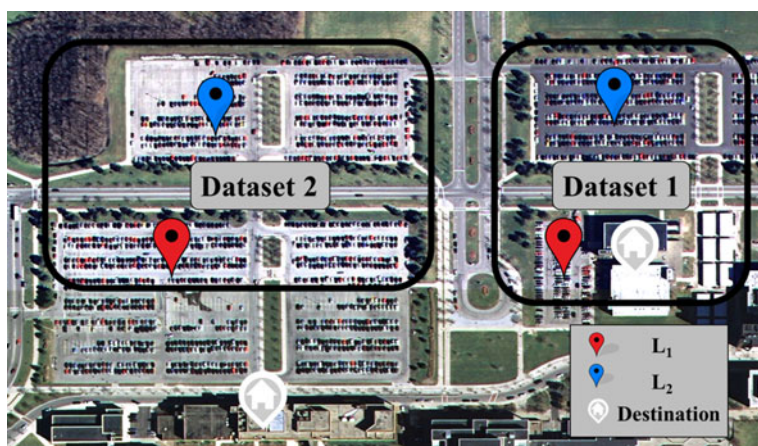 Dataset 2
Dataset 1
L₁
L₂
Destination